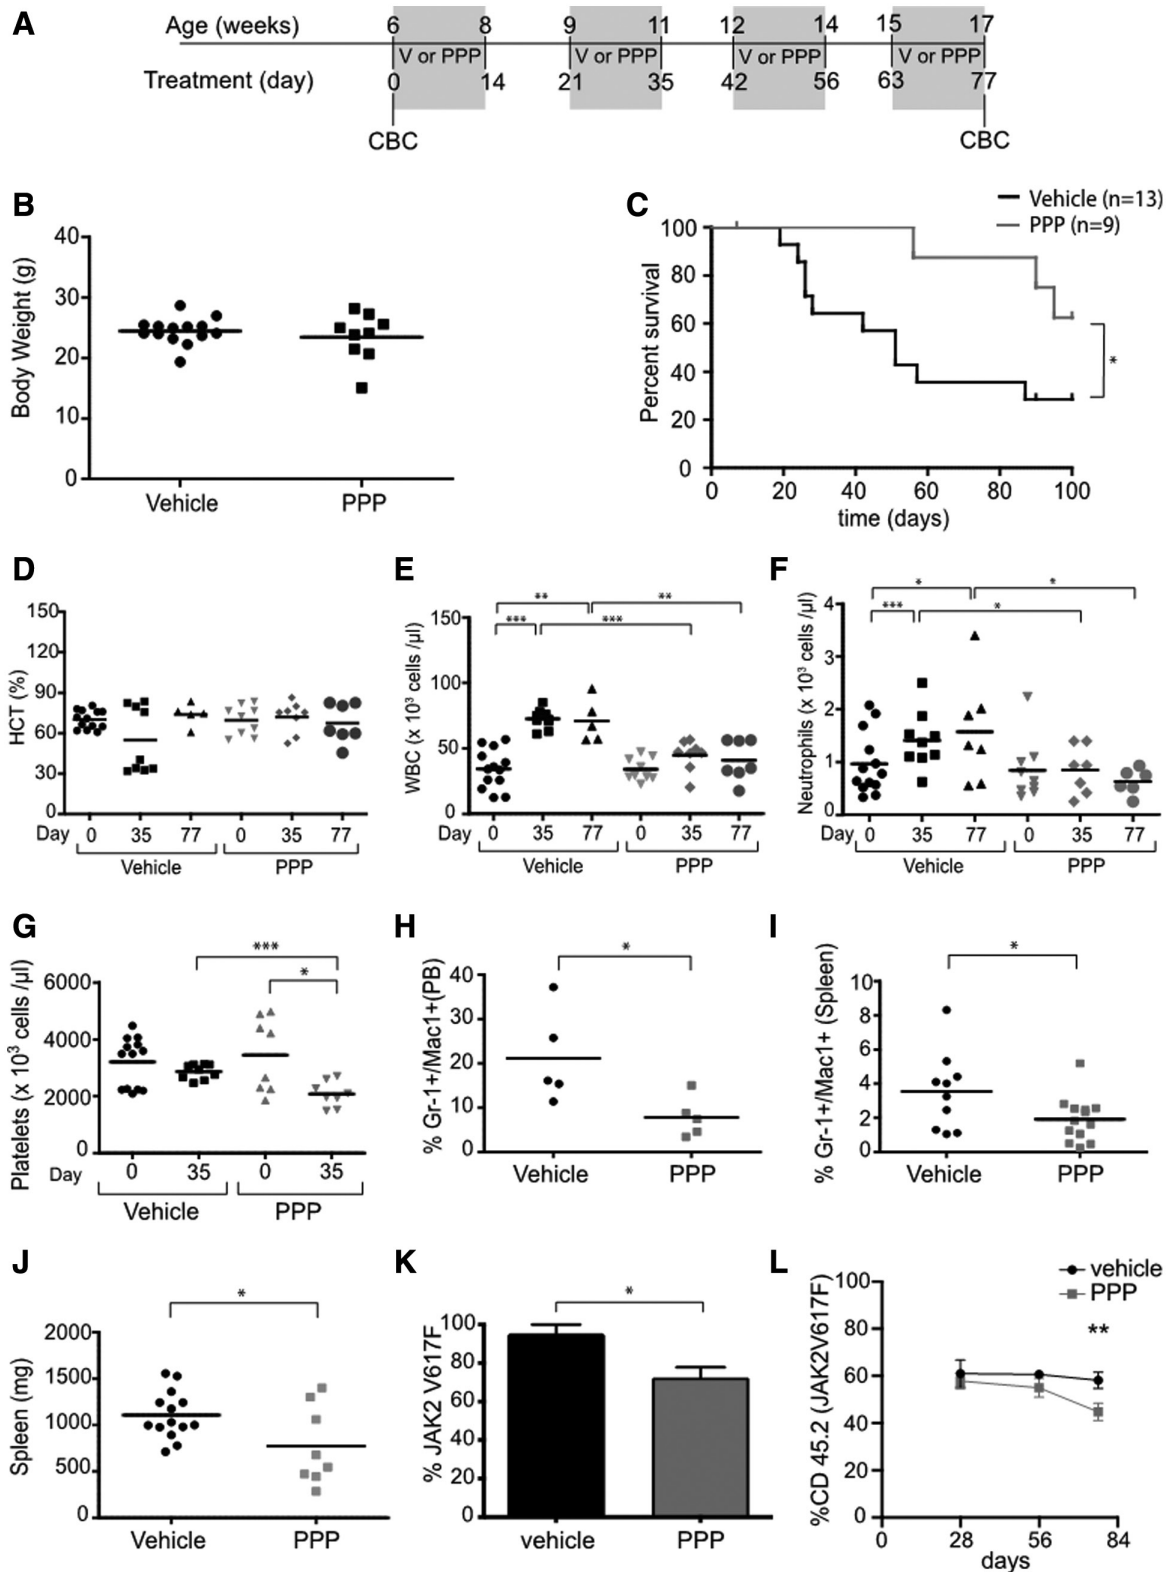 A
Age (weeks) 6 8 9 11 12 14 15 17
V or PPP V or PPP V or PPP V or PPP
Treatment (day) 0 14 21 35 42 56 63 77
CBC CBC
B
Body Weight (g)
40
30
20
10
0
Vehicle PPP
C
Vehicle (n=13)
PPP (n=9)
Percent survival
100
80
60
40
20
0
*
0 20 40 60 80 100
time (days)
D
HCT (%)
150
120
90
60
30
0
Day 0 35 77 0 35 77
Vehicle PPP
E
WBC (x 10³ cells /µl)
** **
*** ***
150
100
50
0
Day 0 35 77 0 35 77
Vehicle PPP
F
Neutrophils (x 10³ cells /µl)
* *
*** *
4
3
2
1
0
Day 0 35 77 0 35 77
Vehicle PPP
G
Platelets (x 10³ cells /µl)
***
*
6000
4000
2000
0
Day 0 35 0 35
Vehicle PPP
H
% Gr-1+/Mac1+(PB)
*
40
30
20
10
0
Vehicle PPP
I
% Gr-1+/Mac1+ (Spleen)
*
10
8
6
4
2
0
Vehicle PPP
J
Spleen (mg)
*
2000
1500
1000
500
0
Vehicle PPP
K
% JAK2 V617F
*
100
80
60
40
20
0
vehicle PPP
L
%CD 45.2 (JAK2V617F)
vehicle
PPP
**
100
80
60
40
20
0
0 28 56 84
days